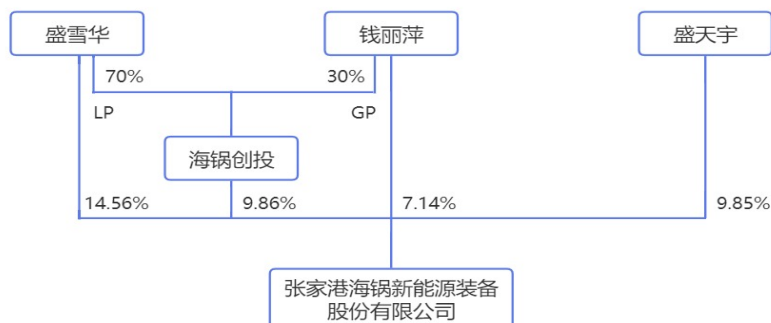 盛雪华
钱丽萍
盛天宇
70%
30%
LP
GP
海锅创投
14.56%
9.86%
7.14%
9.85%
张家港海锅新能源装备
股份有限公司